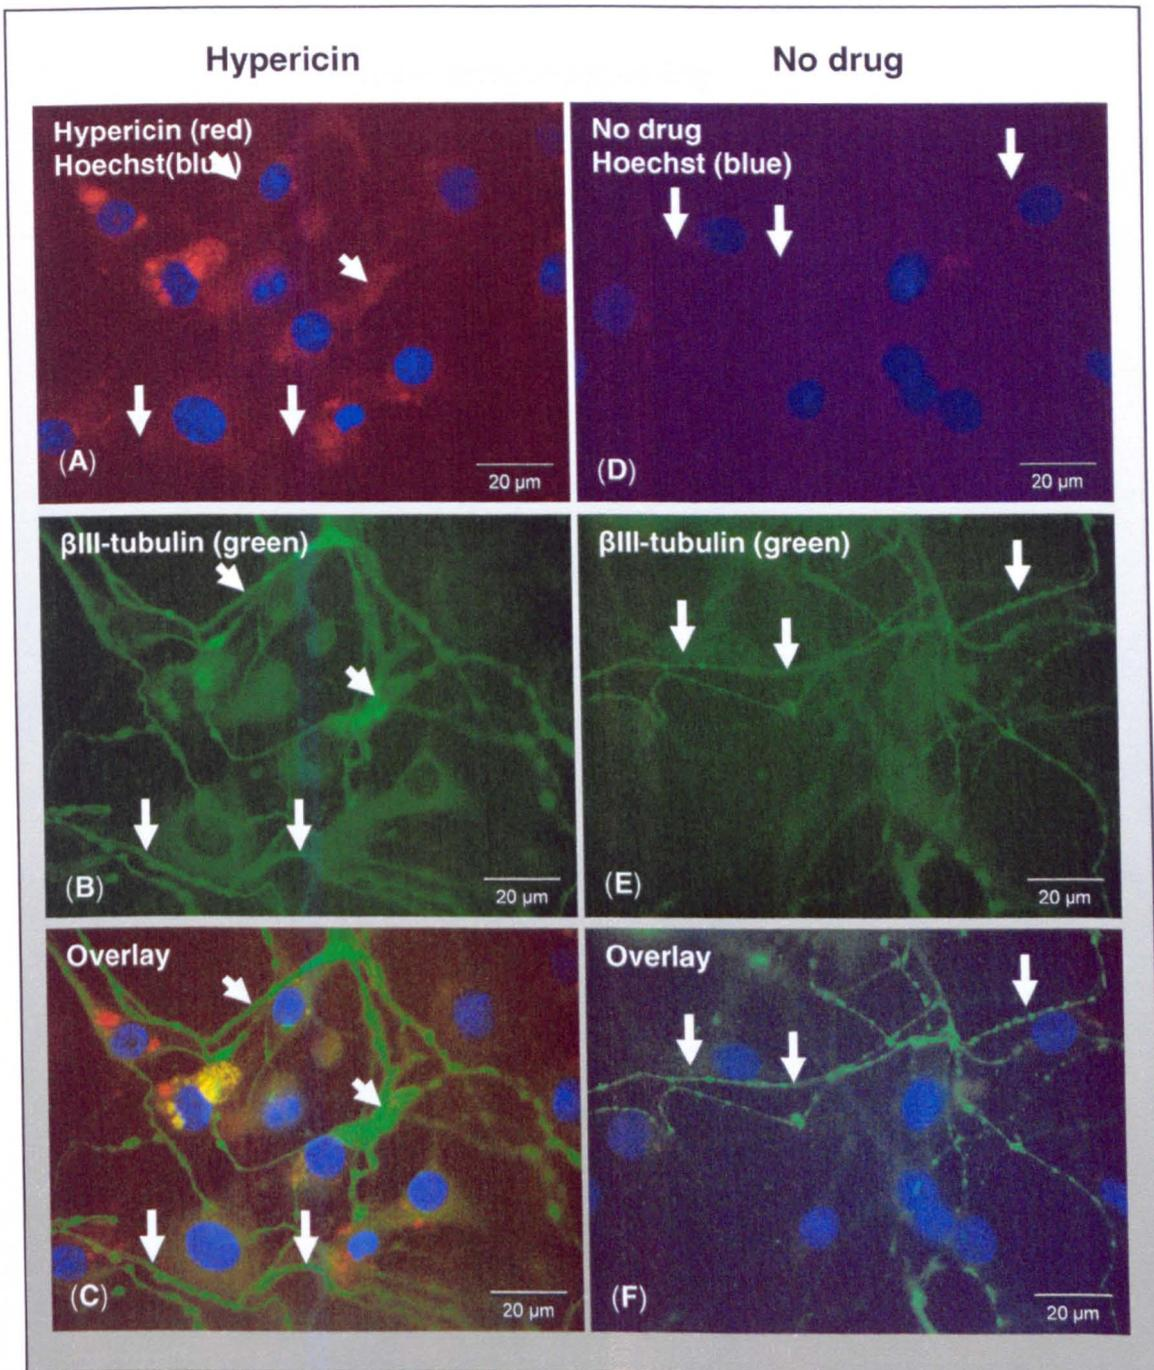 Hypericin
No drug
Hypericin (red)
Hoechst(blue)
(A)
20 µm
No drug
Hoechst (blue)
(D)
20 µm
βIII-tubulin (green)
(B)
20 µm
βIII-tubulin (green)
(E)
20 µm
Overlay
(C)
20 µm
Overlay
(F)
20 µm